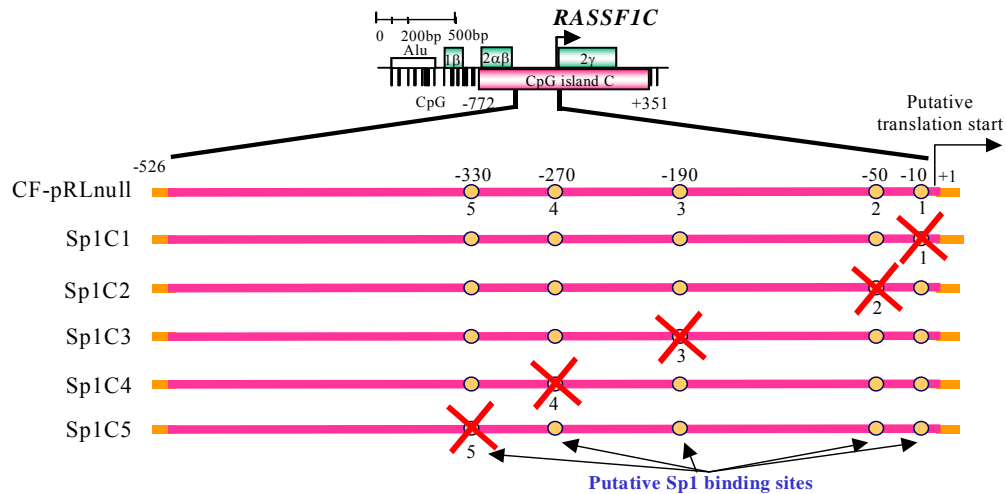 RASSF1C
0 200bp 500bp
Alu 1β 2αβ 2γ
CpG island C
CpG -772 +351
Putative
translation start
-526 -330 -270 -190 -50 -10 +1
CF-pRLnull
5 4 3 2 1
Sp1C1
1
Sp1C2
2
Sp1C3
3
Sp1C4
4
Sp1C5
5
Putative Sp1 binding sites